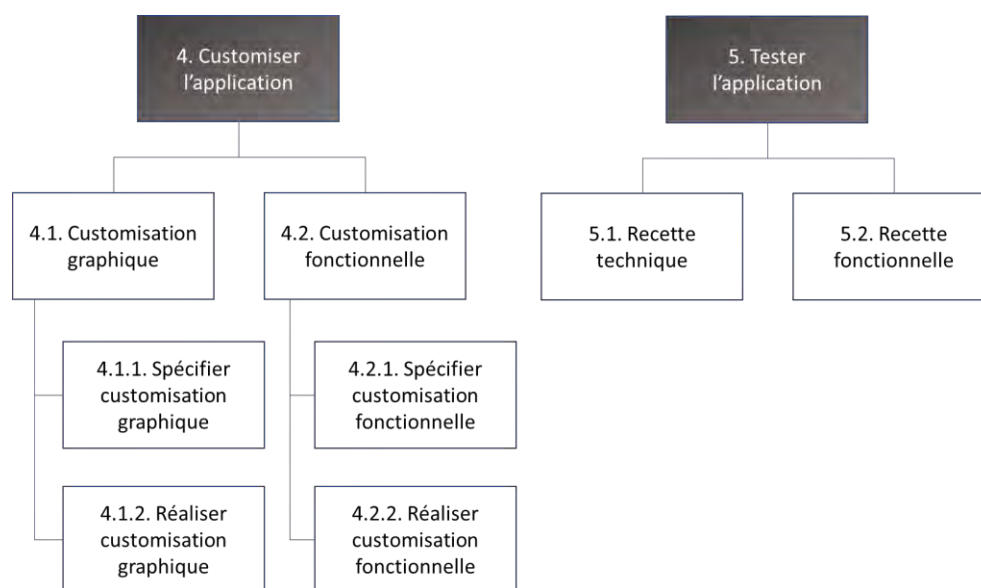 4. Customiser
l’application
5. Tester
l’application
4.1. Customisation
graphique
4.2. Customisation
fonctionnelle
5.1. Recette
technique
5.2. Recette
fonctionnelle
4.1.1. Spécifier
customisation
graphique
4.2.1. Spécifier
customisation
fonctionnelle
4.1.2. Réaliser
customisation
graphique
4.2.2. Réaliser
customisation
fonctionnelle